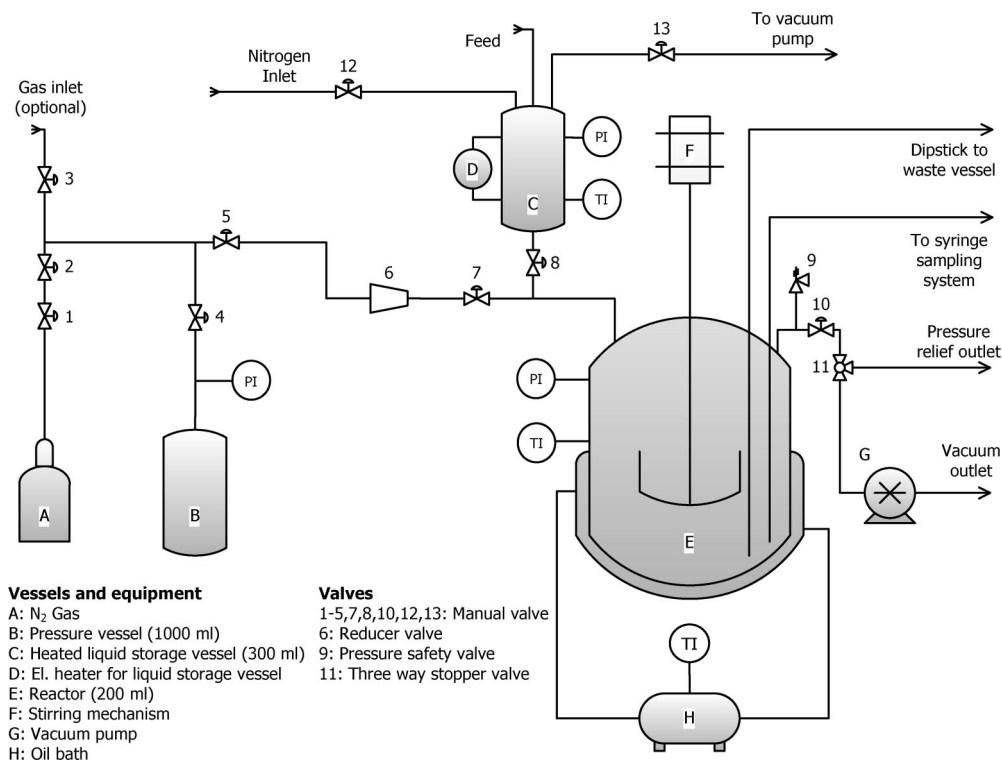 Gas inlet
(optional)
Nitrogen
Inlet
Feed
To vacuum
pump
Dipstick to
waste vessel
To syringe
sampling
system
Pressure
relief outlet
Vacuum
outlet
12
13
3
2
1
5
4
6
7
8
9
10
11
PI
TI
PI
PI
TI
TI
A
B
C
D
E
F
G
H
Vessels and equipment
A: N₂ Gas
B: Pressure vessel (1000 ml)
C: Heated liquid storage vessel (300 ml)
D: El. heater for liquid storage vessel
E: Reactor (200 ml)
F: Stirring mechanism
G: Vacuum pump
H: Oil bath
Valves
1-5,7,8,10,12,13: Manual valve
6: Reducer valve
9: Pressure safety valve
11: Three way stopper valve